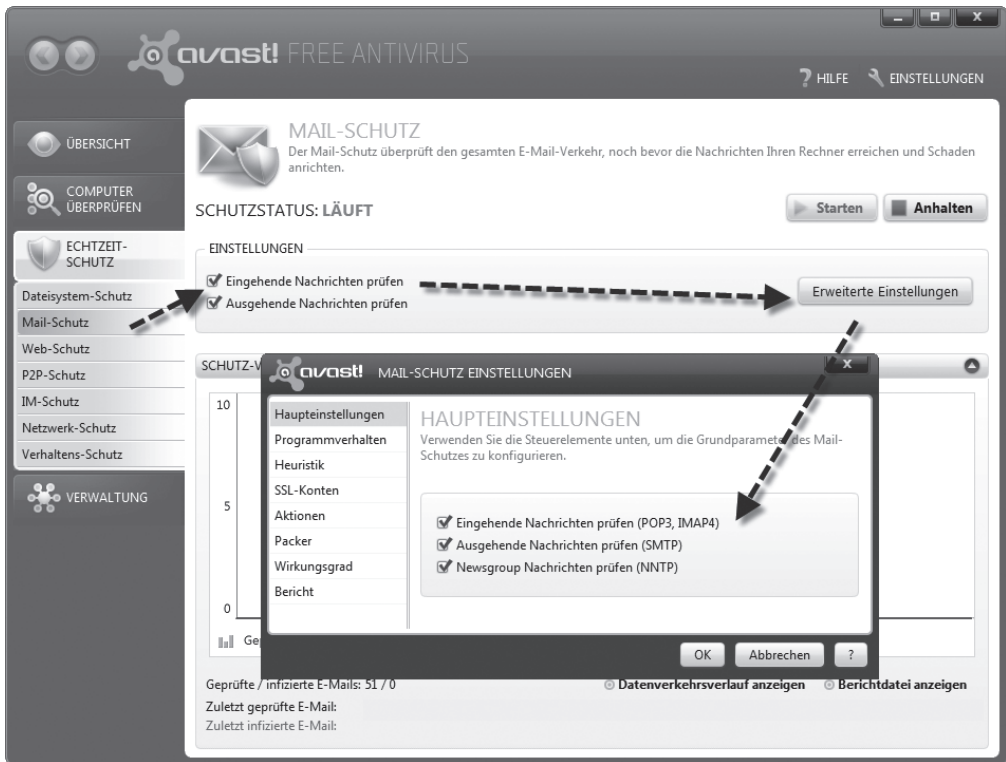 avast! FREE ANTIVIRUS
? HILFE EINSTELLUNGEN
ÜBERSICHT
COMPUTER
ÜBERPRÜFEN
ECHTZEIT-
SCHUTZ
Dateisystem-Schutz
Mail-Schutz
Web-Schutz
P2P-Schutz
IM-Schutz
Netzwerk-Schutz
Verhaltens-Schutz
VERWALTUNG
MAIL-SCHUTZ
Der Mail-Schutz überprüft den gesamten E-Mail-Verkehr, noch bevor die Nachrichten Ihren Rechner erreichen und Schaden
anrichten.
SCHUTZSTATUS: LÄUFT
Starten
Anhalten
EINSTELLUNGEN
Eingehende Nachrichten prüfen
Ausgehende Nachrichten prüfen
Erweiterte Einstellungen
SCHUTZ-V
10
5
0
avast! MAIL-SCHUTZ EINSTELLUNGEN
x
Haupteinstellungen
Programmverhalten
Heuristik
SSL-Konten
Aktionen
Packer
Wirkungsgrad
Bericht
HAUPTEINSTELLUNGEN
Verwenden Sie die Steuerelemente unten, um die Grundparameter des Mail-
Schutzes zu konfigurieren.
Eingehende Nachrichten prüfen (POP3, IMAP4)
Ausgehende Nachrichten prüfen (SMTP)
Newsgroup Nachrichten prüfen (NNTP)
OK
Abbrechen
?
Ge
Geprüfte / infizierte E-Mails: 51 / 0
Datenverkehrsverlauf anzeigen
Berichtdatei anzeigen
Zuletzt geprüfte E-Mail:
Zuletzt infizierte E-Mail: